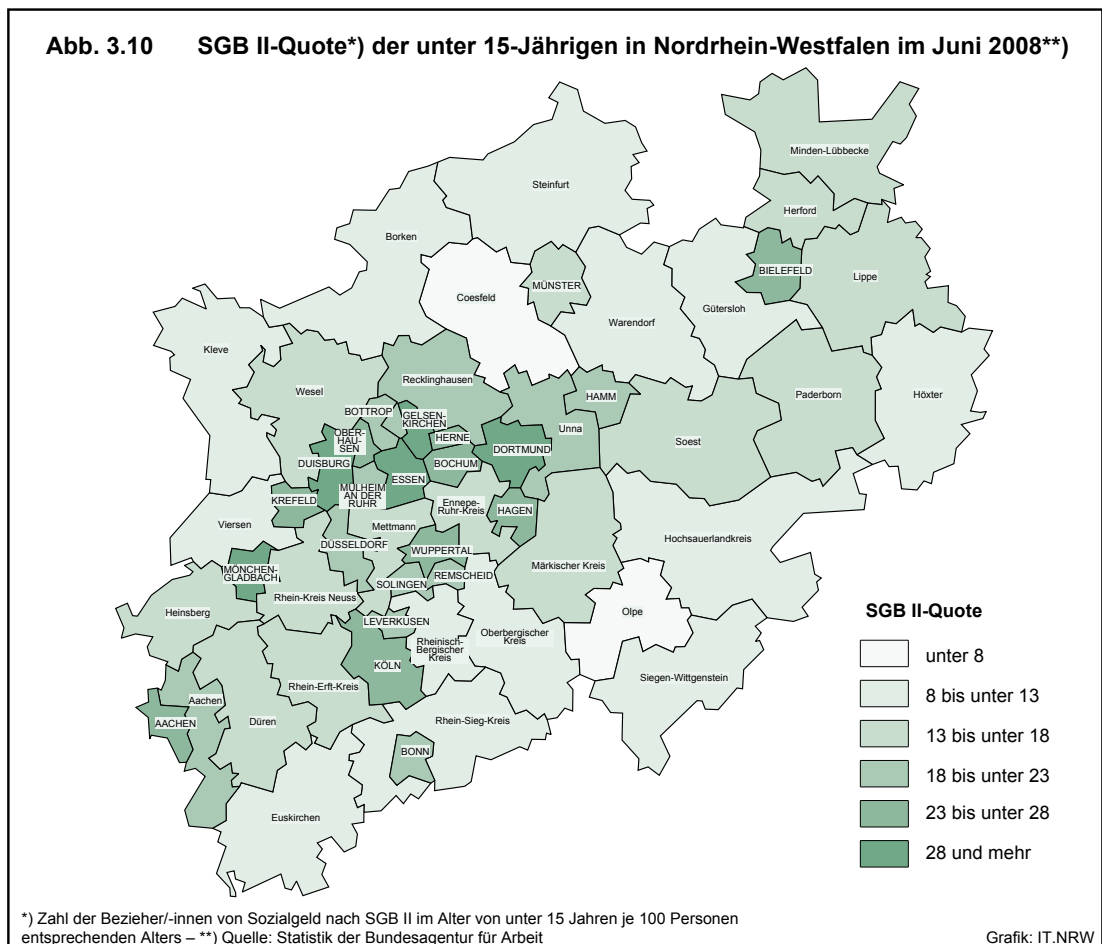 Abb. 3.10 SGB II-Quote*) der unter 15-Jährigen in Nordrhein-Westfalen im Juni 2008**)
Minden-Lübbecke
Steinfurt
Herford
Borken
BIELEFELD
Lippe
MÜNSTER
Coesfeld
Gütersloh
Warendorf
Kleve
Recklinghausen
Wesel
Paderborn
Höxter
HAMM
BOTTROP
GELSEN-
KIRCHEN
Unna
OBER-
HAU-
SEN
HERNE
Soest
DORTMUND
DUISBURG
BOCHUM
ESSEN
MÜLHEIM
AN DER
RUHR
KREFELD
Ennepe-
Ruhr-Kreis
HAGEN
Viersen
Mettmann
Hochsauerlandkreis
DÜSSELDORF
WUPPERTAL
Märkischer Kreis
MÖNCHEN-
GLADBACH
SOLINGEN
REMSCHEID
Rhein-Kreis Neuss
Heinsberg
Olpe
LEVERKUSEN
Oberbergischer
Kreis
Rheinisch-
Bergischer
Kreis
KÖLN
Siegen-Wittgenstein
Rhein-Erft-Kreis
Aachen
AACHEN
Düren
Rhein-Sieg-Kreis
BONN
Euskirchen
SGB II-Quote
unter 8
8 bis unter 13
13 bis unter 18
18 bis unter 23
23 bis unter 28
28 und mehr
*) Zahl der Bezieher/-innen von Sozialgeld nach SGB II im Alter von unter 15 Jahren je 100 Personen
entsprechenden Alters – **) Quelle: Statistik der Bundesagentur für Arbeit
Grafik: IT.NRW